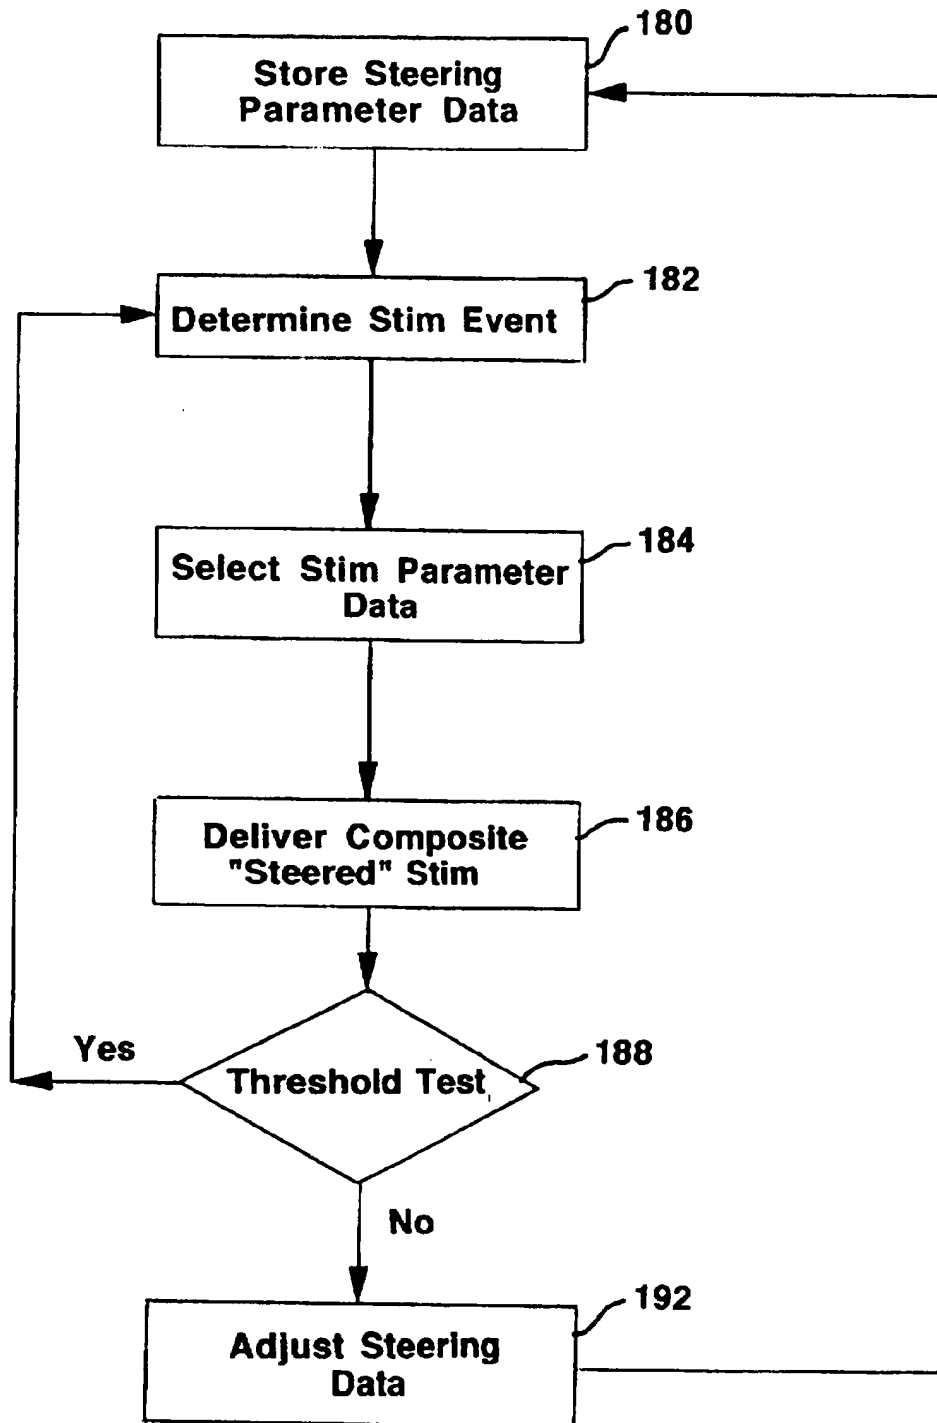 180
Store Steering
Parameter Data
182
Determine Stim Event
184
Select Stim Parameter
Data
186
Deliver Composite
"Steered" Stim
Yes
188
Threshold Test
No
192
Adjust Steering
Data